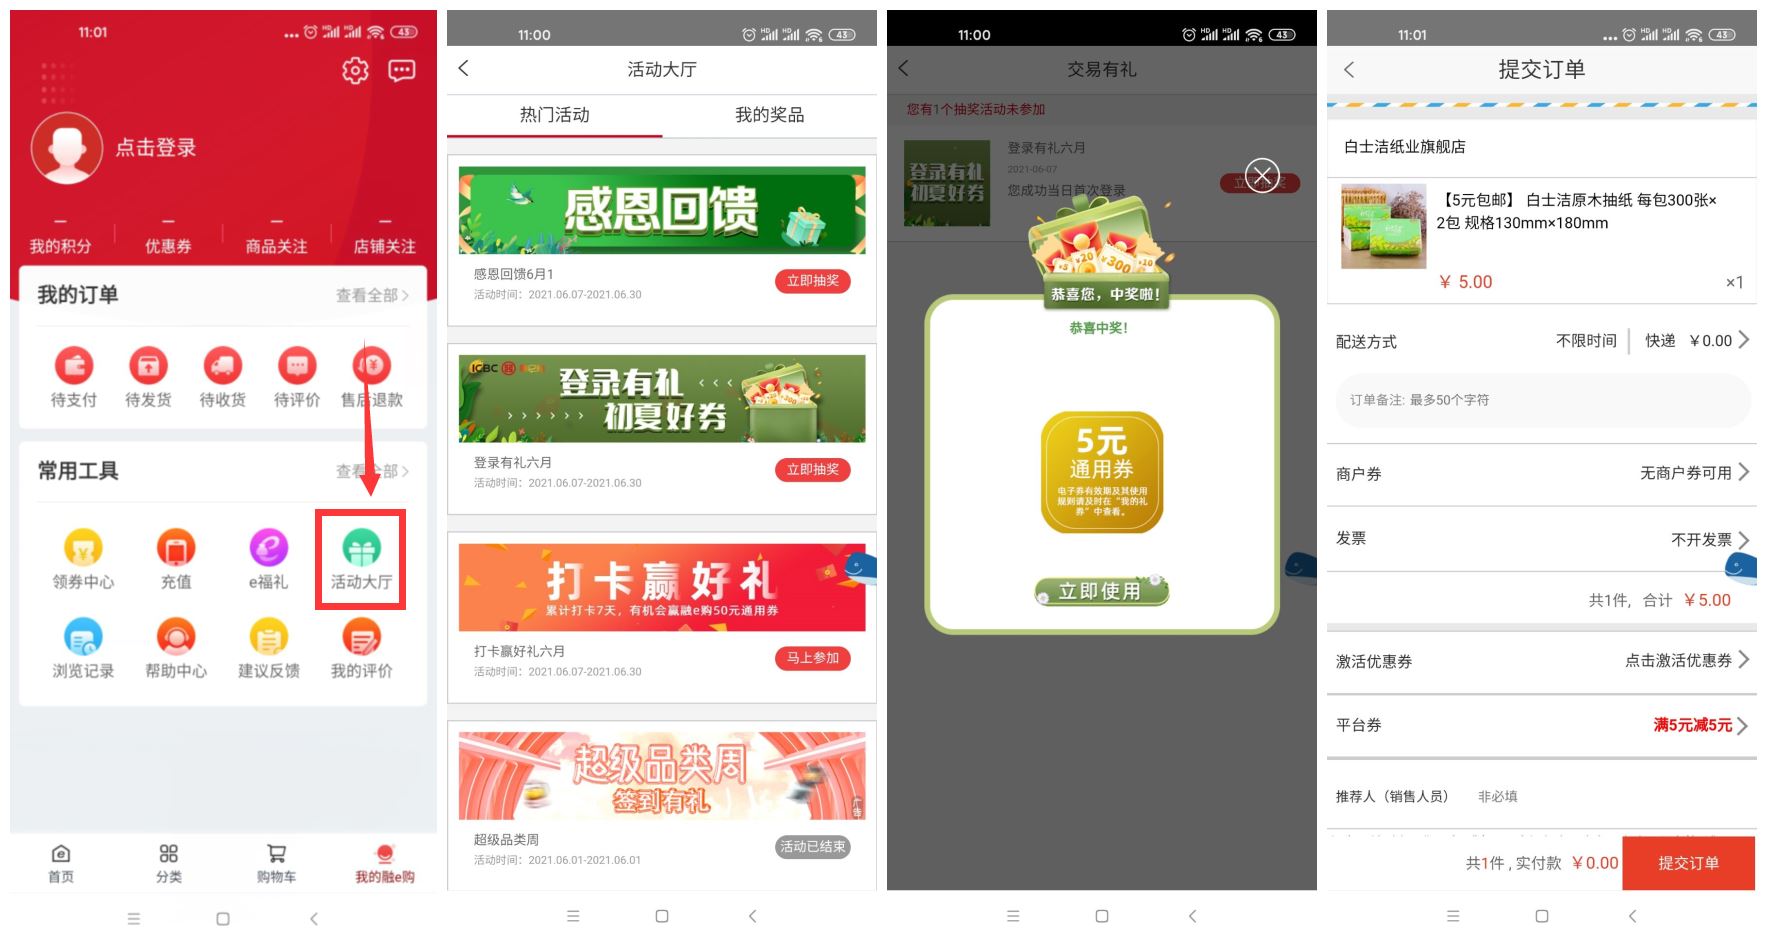 11:01
43
点击登录
我的积分
优惠券
商品关注
店铺关注
我的订单
查看全部
待支付
待发货
待收货
待评价
售后退款
常用工具
查看全部
领券中心
充值
e福礼
活动大厅
浏览记录
帮助中心
建议反馈
我的评价
首页
分类
购物车
我的融e购
11:00
HD HD 43
活动大厅
热门活动
我的奖品
感恩回馈
感恩回馈6月1
活动时间：2021.06.07-2021.06.30
立即抽奖
ICBC
登录有礼
初夏好券
登录有礼六月
活动时间：2021.06.07-2021.06.30
立即抽奖
打卡赢好礼
累计打卡7天，有机会赢融e购50元通用券
打卡赢好礼六月
活动时间：2021.06.07-2021.06.30
马上参加
超级品类周
签到有礼
广告
超级品类周
活动时间：2021.06.01-2021.06.01
活动已结束
11:00
HD HD 43
交易有礼
您有1个抽奖活动未参加
登录有礼
初夏好券
登录有礼六月
2021-06-07
您成功当日首次登录
立即抽奖
恭喜您，中奖啦！
恭喜中奖！
5元
通用券
电子券有效期及其使用
规则请及时在“我的礼
券”中查看。
立即使用
11:01
HD HD 43
提交订单
白士洁纸业旗舰店
【5元包邮】 白士洁原木抽纸 每包300张×
2包 规格130mm×180mm
￥ 5.00
×1
配送方式
不限时间
快递 ￥0.00
订单备注: 最多50个字符
商户券
无商户券可用
发票
不开发票
共1件, 合计 ￥5.00
激活优惠券
点击激活优惠券
平台券
满5元减5元
推荐人（销售人员）
非必填
共1件 , 实付款 ￥0.00
提交订单